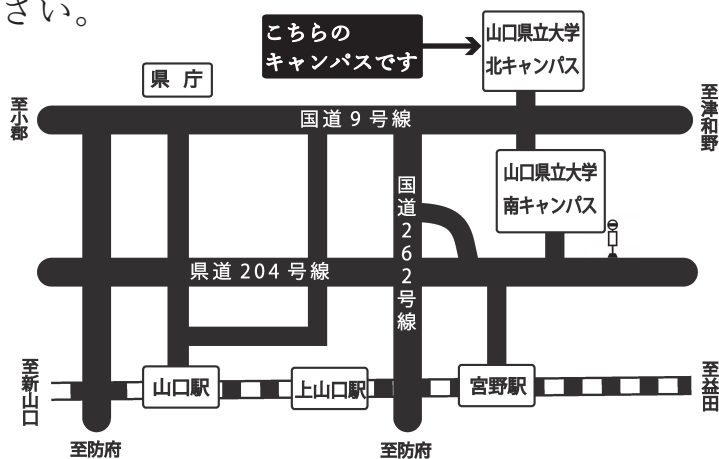 さい。
こちらの
キャンパスです
山口県立大学
北キャンパス
県 庁
至小郡
国道9号線
至津和野
山口県立大学
南キャンパス
国道262号線
県道204号線
至新山口
山口駅
上山口駅
宮野駅
至益田
至防府
至防府